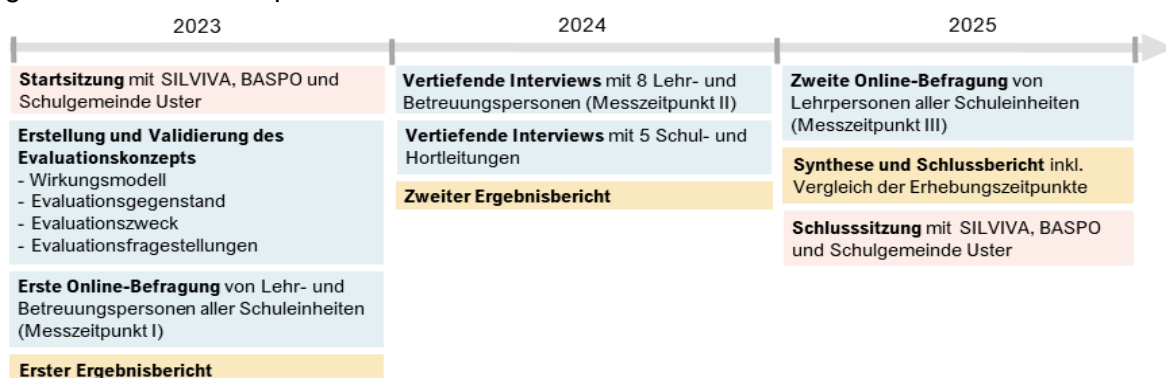 2023
2024
2025
Startsitzung mit SILVIVA, BASPO und
Schulgemeinde Uster
Erstellung und Validierung des
Evaluationskonzepts
- Wirkungsmodell
- Evaluationsgegenstand
- Evaluationszweck
- Evaluationsfragestellungen
Erste Online-Befragung von Lehr- und
Betreuungspersonen aller Schuleinheiten
(Messzeitpunkt I)
Erster Ergebnisbericht
Vertiefende Interviews mit 8 Lehr- und
Betreuungspersonen (Messzeitpunkt II)
Vertiefende Interviews mit 5 Schul- und
Hortleitungen
Zweiter Ergebnisbericht
Zweite Online-Befragung von
Lehrpersonen aller Schuleinheiten
(Messzeitpunkt III)
Synthese und Schlussbericht inkl.
Vergleich der Erhebungszeitpunkte
Schlusssitzung mit SILVIVA, BASPO
und Schulgemeinde Uster